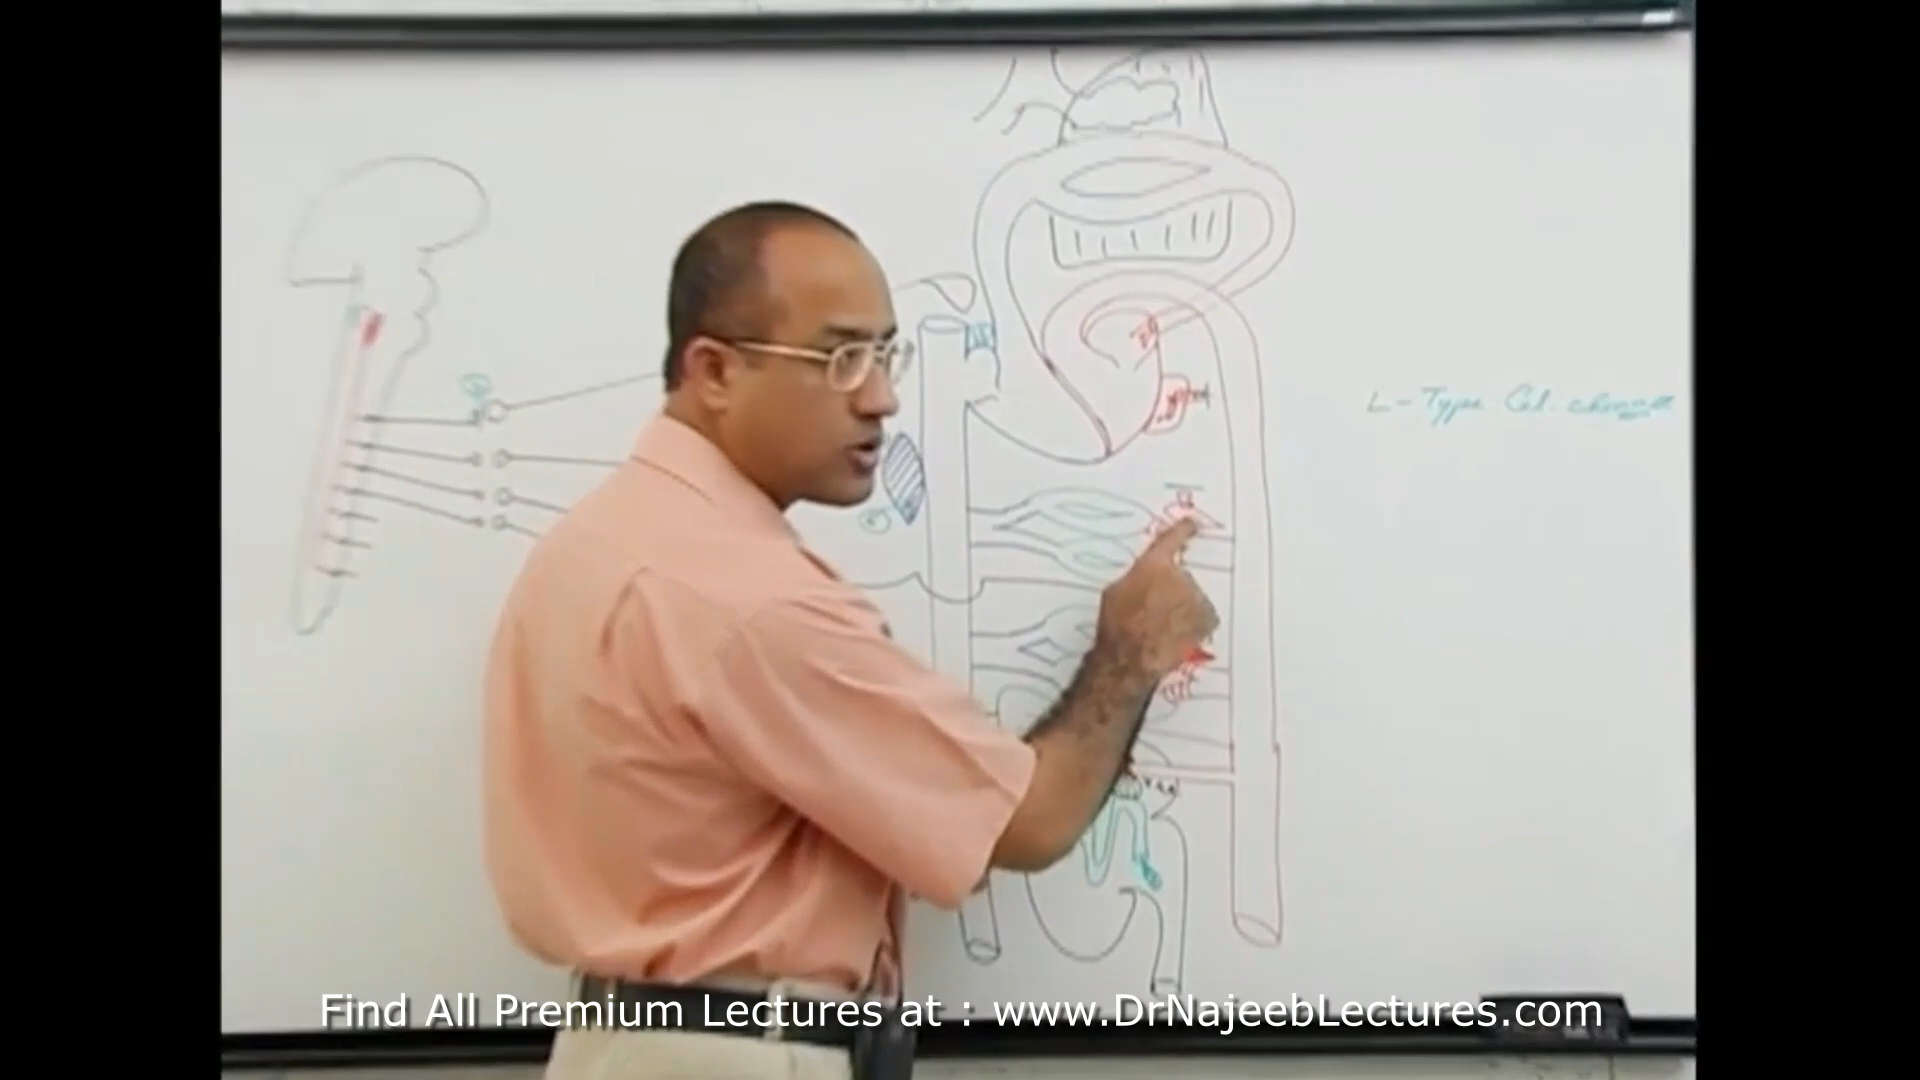 L-Type Cal. channel
Find All Premium Lectures at : www.DrNajeebLectures.com